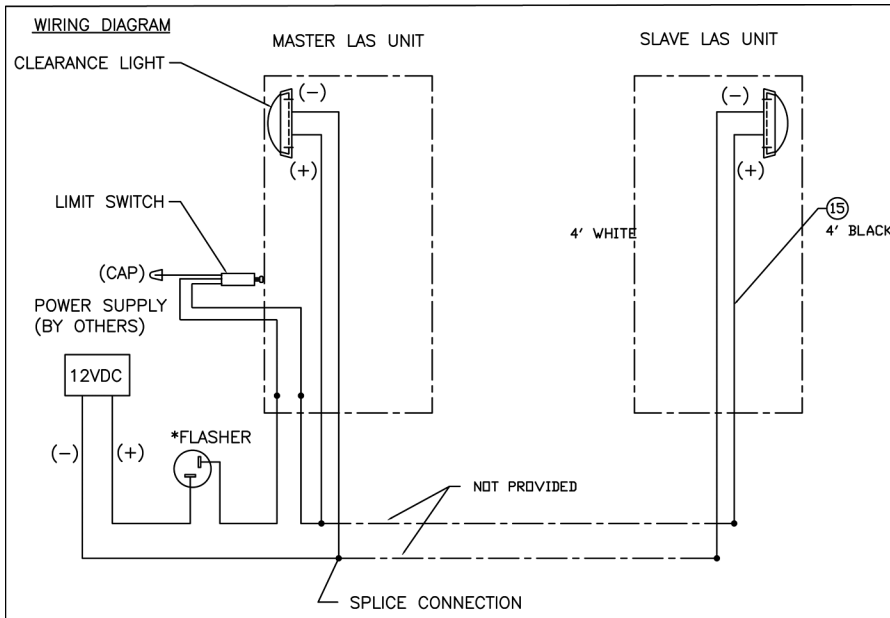 WIRING DIAGRAM
MASTER LAS UNIT
SLAVE LAS UNIT
CLEARANCE LIGHT
(-)
(-)
(+)
(+)
LIMIT SWITCH
15
4' WHITE
4' BLACK
(CAP)
POWER SUPPLY
(BY OTHERS)
12VDC
*FLASHER
(-)
(+)
NOT PROVIDED
SPLICE CONNECTION